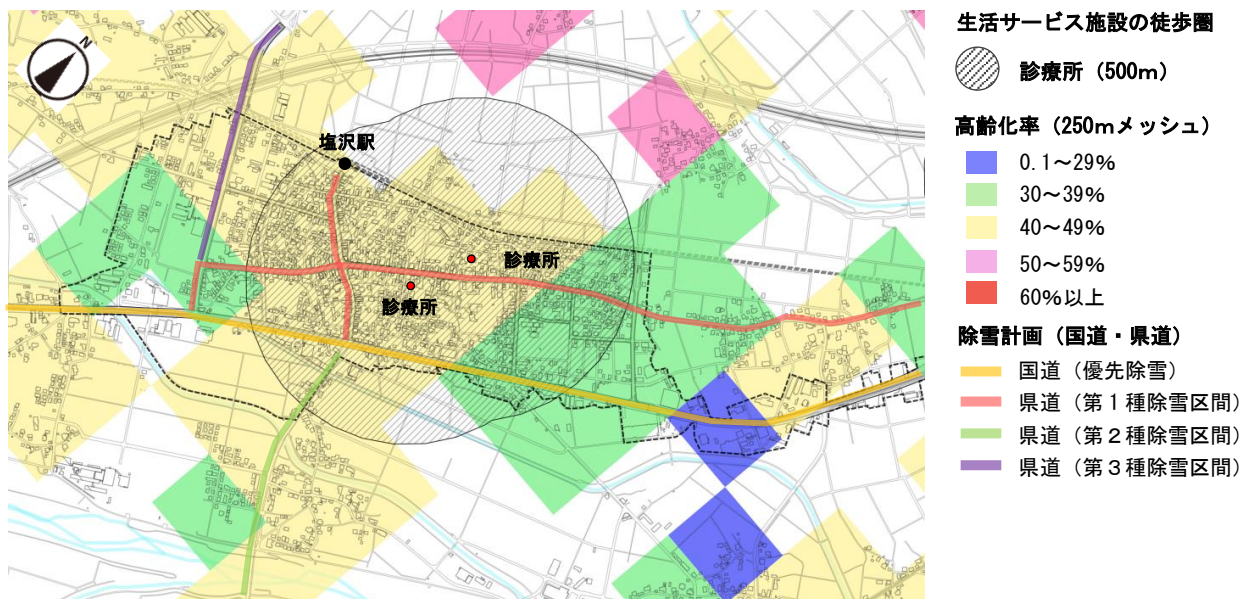 N
塩沢駅
診療所
診療所
生活サービス施設の徒歩圏
診療所（500m）
高齢化率（250mメッシュ）
0.1～29%
30～39%
40～49%
50～59%
60%以上
除雪計画（国道・県道）
国道（優先除雪）
県道（第１種除雪区間）
県道（第２種除雪区間）
県道（第３種除雪区間）